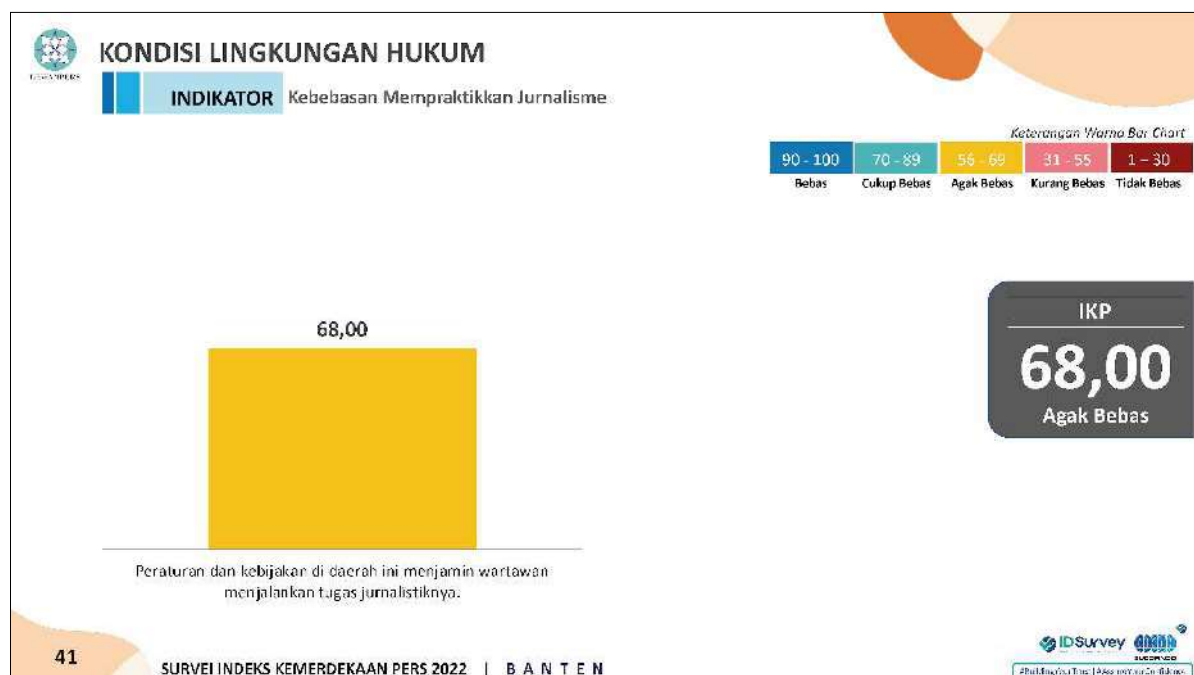 KONDISI LINGKUNGAN HUKUM
INDIKATOR Kebebasan Mempraktikkan Jurnalisme
Keterangan Warna Bar Chart
90 - 100 70 - 89 56 - 69 31 - 55 1 – 30
Bebas Cukup Bebas Agak Bebas Kurang Bebas Tidak Bebas
68,00
IKP
68,00
Agak Bebas
Peraturan dan kebijakan di daerah ini menjamin wartawan
menjalankan tugas jurnalistiknya.
41
SURVEI INDEKS KEMERDEKAAN PERS 2022 | BANTEN
IDSurvey